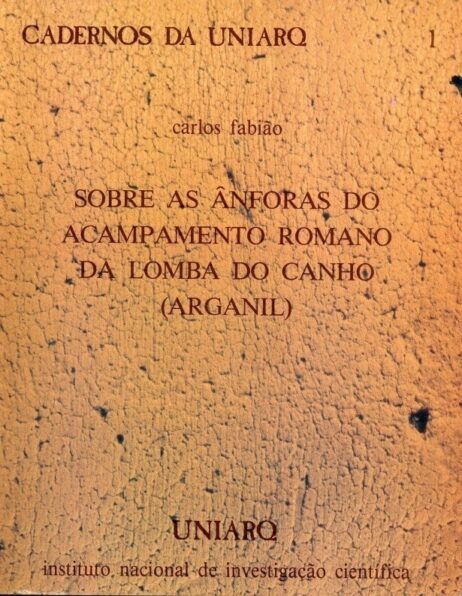 CADERNOS DA UNIARQ 1
carlos fabião
SOBRE AS ÂNFORAS DO
ACAMPAMENTO ROMANO
DA LOMBA DO CANHO
(ARGANIL)
UNIARQ
instituto nacional de investigação científica